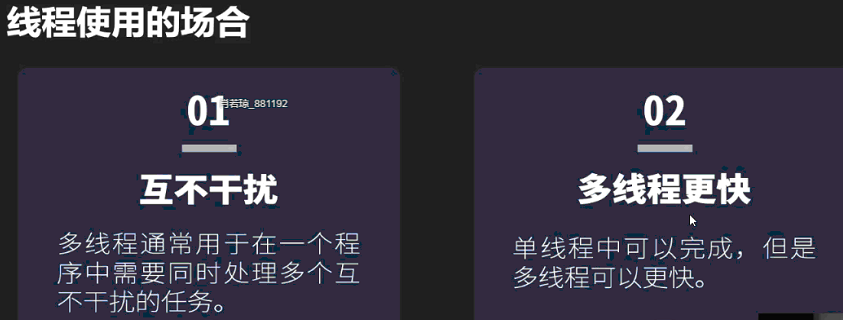 线程使用的场合
01
肖若琼_881192
互不干扰
多线程通常用于在一个程
序中需要同时处理多个互
不干扰的任务。
02
多线程更快
单线程中可以完成，但是
多线程可以更快。